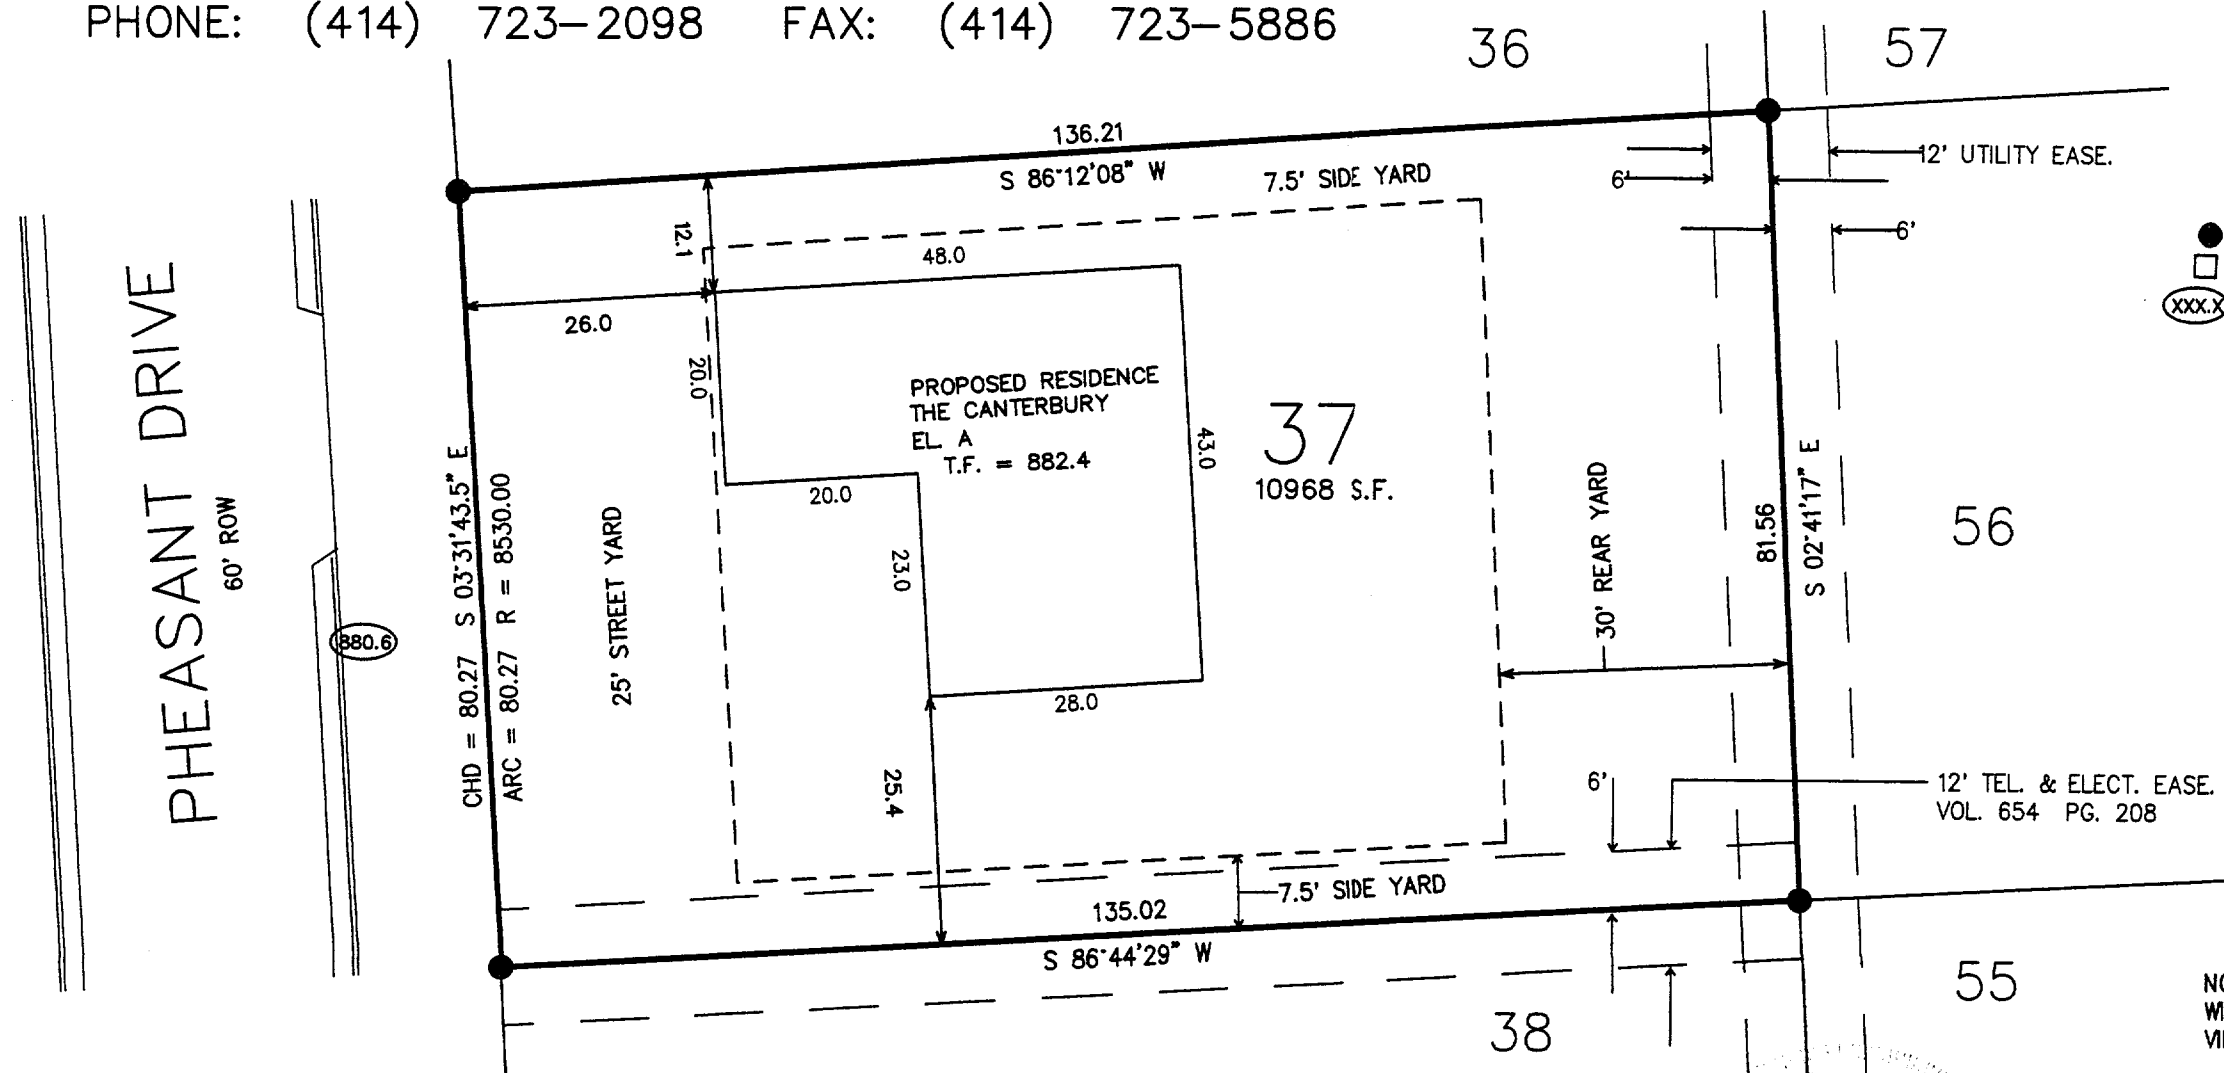 PHONE: (414) 723-2098 FAX: (414) 723-5886
36
57
136.21
S 86°12'08" W
7.5' SIDE YARD
12' UTILITY EASE.
6'
6'
12.1
48.0
26.0
XXX.X
PHEASANT DRIVE
60' ROW
880.6
CHD = 80.27 S 03°31'43.5" E
ARC = 80.27 R = 8530.00
25' STREET YARD
20.0
PROPOSED RESIDENCE
THE CANTERBURY
EL. A
T.F. = 882.4
20.0
23.0
43.0
28.0
25.4
37
10968 S.F.
30' REAR YARD
81.56
S 02°41'17" E
56
6'
12' TEL. & ELECT. EASE.
VOL. 654 PG. 208
7.5' SIDE YARD
135.02
S 86°44'29" W
55
38